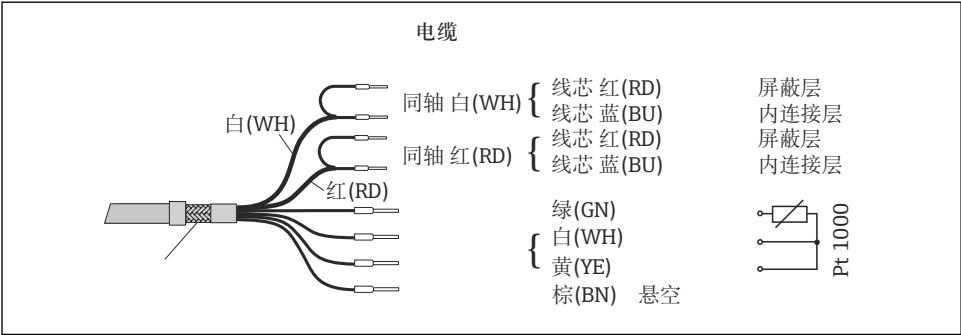 电缆
线芯 红(RD) 屏蔽层
同轴 白(WH) { 线芯 蓝(BU) 内连接层
白(WH)
线芯 红(RD) 屏蔽层
同轴 红(RD) { 线芯 蓝(BU) 内连接层
红(RD)
绿(GN)
{ 白(WH)
黄(YE)
棕(BN) 悬空
Pt 1000